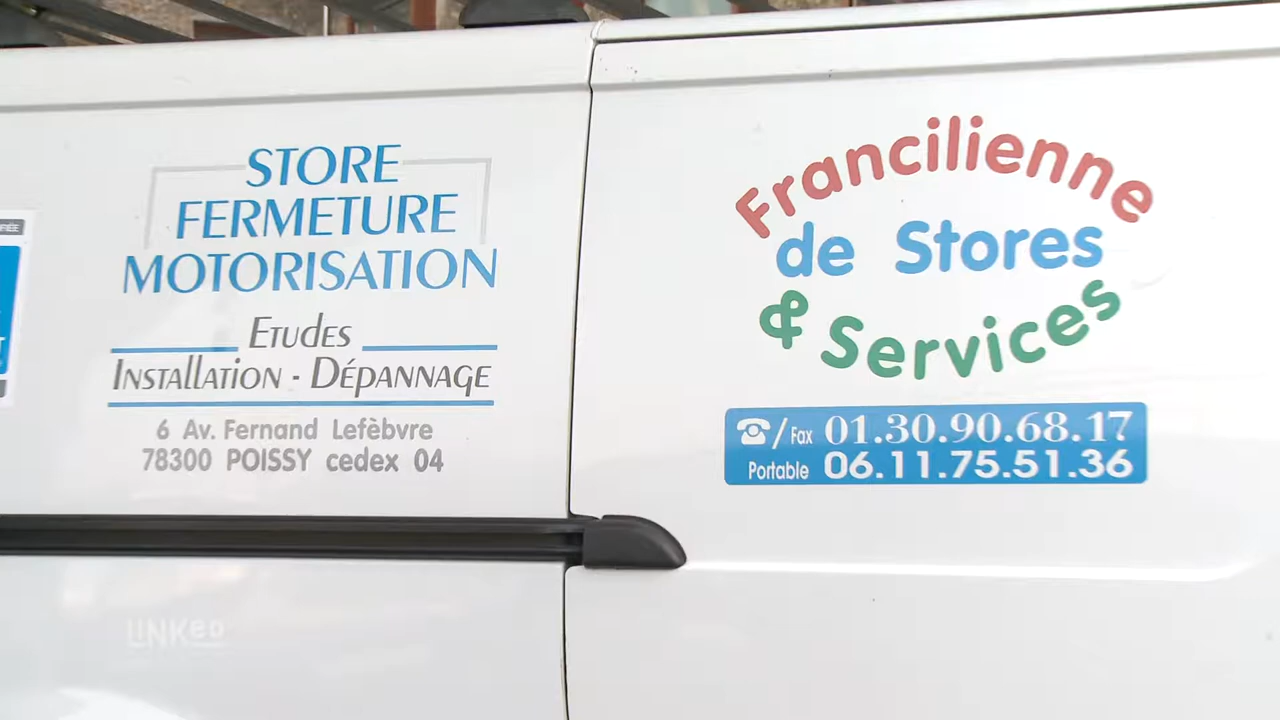 STORE
FERMETURE
MOTORISATION
Etudes
Installation - Dépannage
6 Av. Fernand Lefèbvre
78300 POISSY cedex 04
Francilienne
de Stores
& Services
☎/Fax 01.30.90.68.17
Portable 06.11.75.51.36
LINKEO